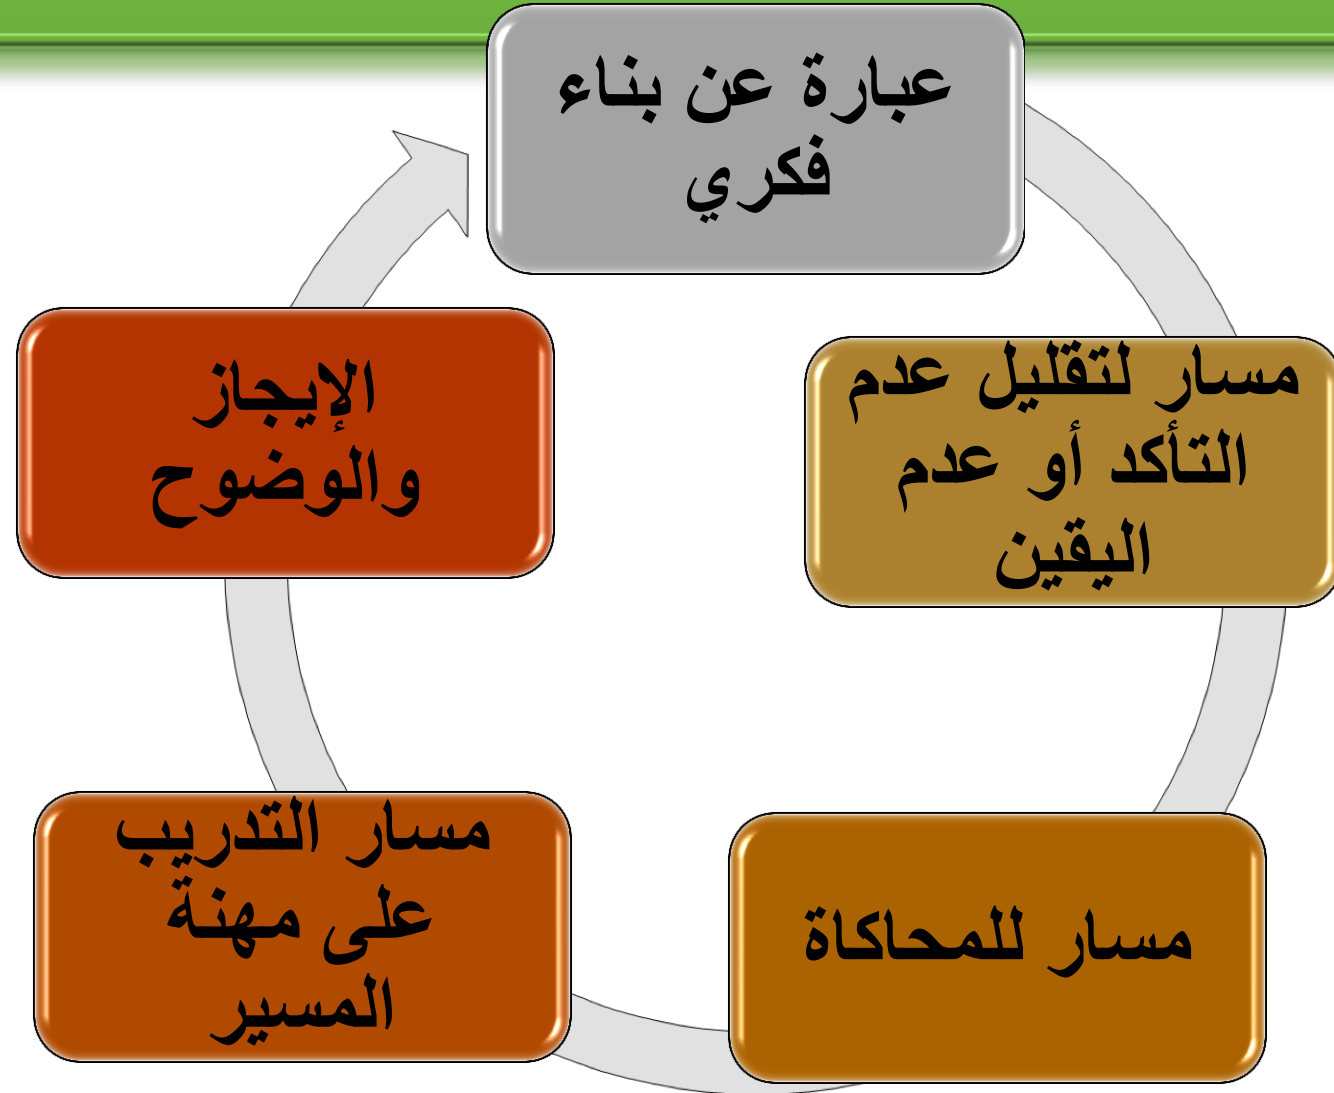 عبارة عن بناء
فكري
مسار لتقليل عدم
التأكد أو عدم
اليقين
مسار للمحاكاة
مسار التدريب
على مهنة
المسير
الإيجاز
والوضوح